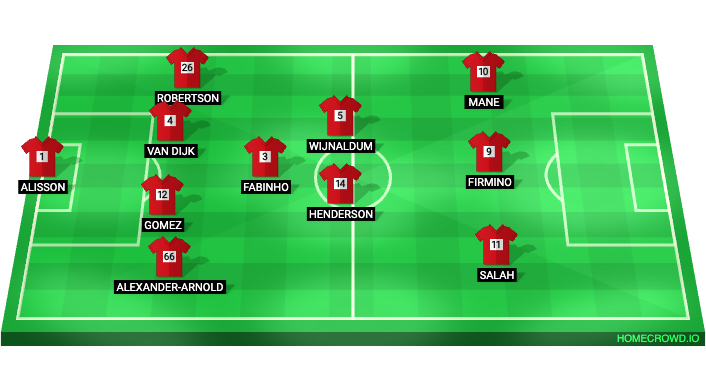 26
ROBERTSON
10
MANE
4
VAN DIJK
5
WIJNALDUM
1
ALISSON
3
FABINHO
9
FIRMINO
12
GOMEZ
14
HENDERSON
66
ALEXANDER-ARNOLD
11
SALAH
HOMECROWD.IO